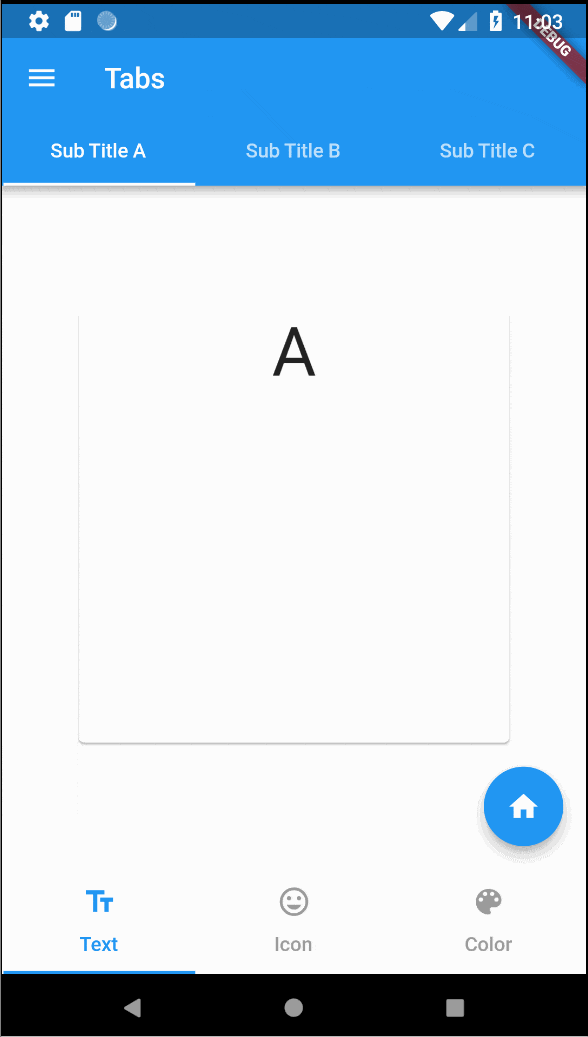 11:03
DEBUG
Tabs
Sub Title A Sub Title B Sub Title C
A
Text Icon Color